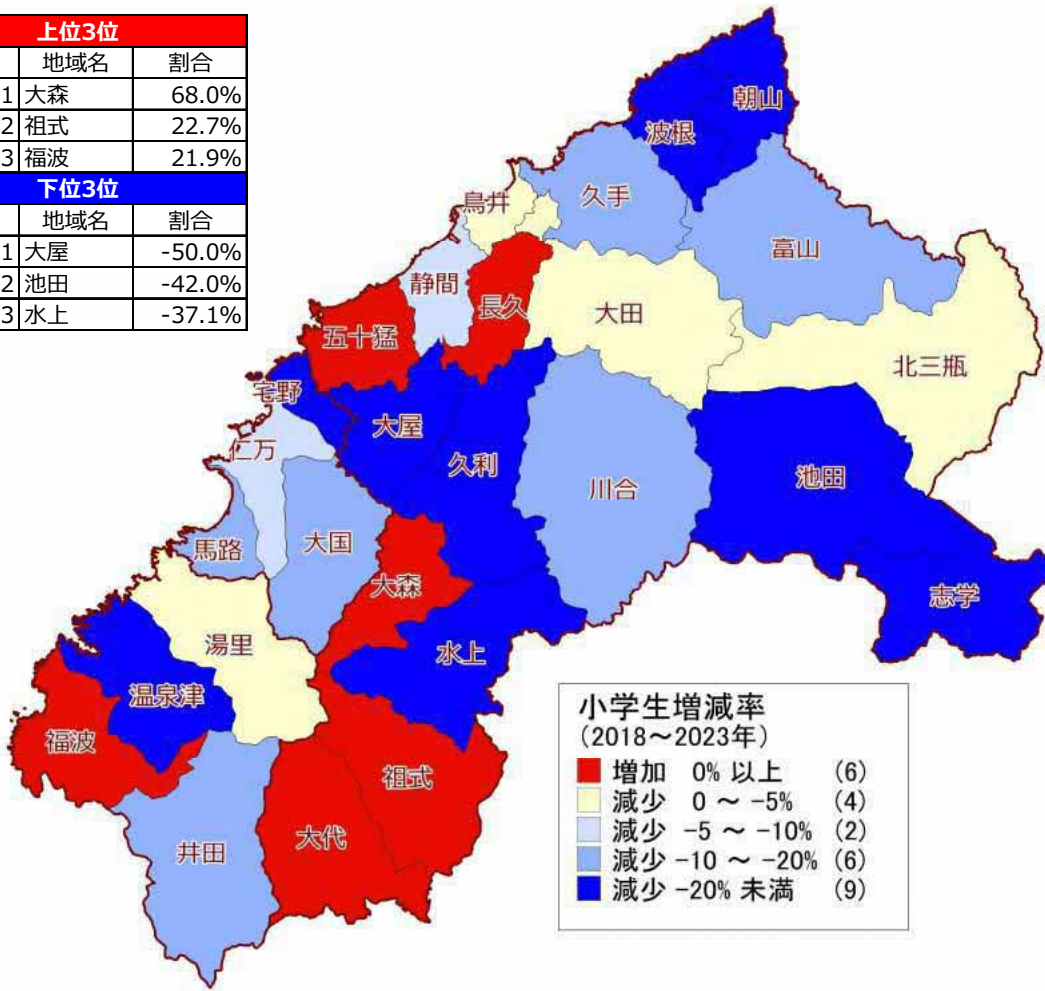 上位3位
地域名 割合
1 大森 68.0%
2 祖式 22.7%
3 福波 21.9%
下位3位
地域名 割合
1 大屋 -50.0%
2 池田 -42.0%
3 水上 -37.1%
朝山
波根
久手
鳥井
富山
静間
長久
大田
五十猛
北三瓶
宅野
大屋
仁万
久利
池田
川合
馬路
大国
大森
志学
湯里
水上
温泉津
福波
祖式
大代
井田
小学生増減率
(2018~2023年)
増加 0% 以上 (6)
減少 0 ~ -5% (4)
減少 -5 ~ -10% (2)
減少 -10 ~ -20% (6)
減少 -20% 未満 (9)